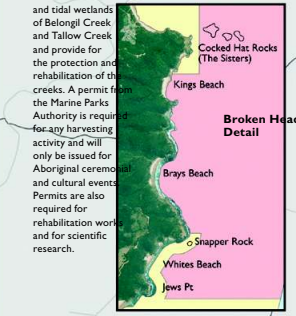 and tidal wetlands
of Belongil Creek
and Tallow Creek
and provide for
the protection and
rehabilitation of the
creeks. A permit from
the Marine Parks
Authority is required
for any harvesting
activity and will
only be issued for
Aboriginal ceremonial
and cultural events.
Permits are also
required for
rehabilitation works
and for scientific
research.
Cocked Hat Rocks
(The Sisters)
Kings Beach
Broken Hea
Detail
Brays Beach
Snapper Rock
Whites Beach
Jews Pt